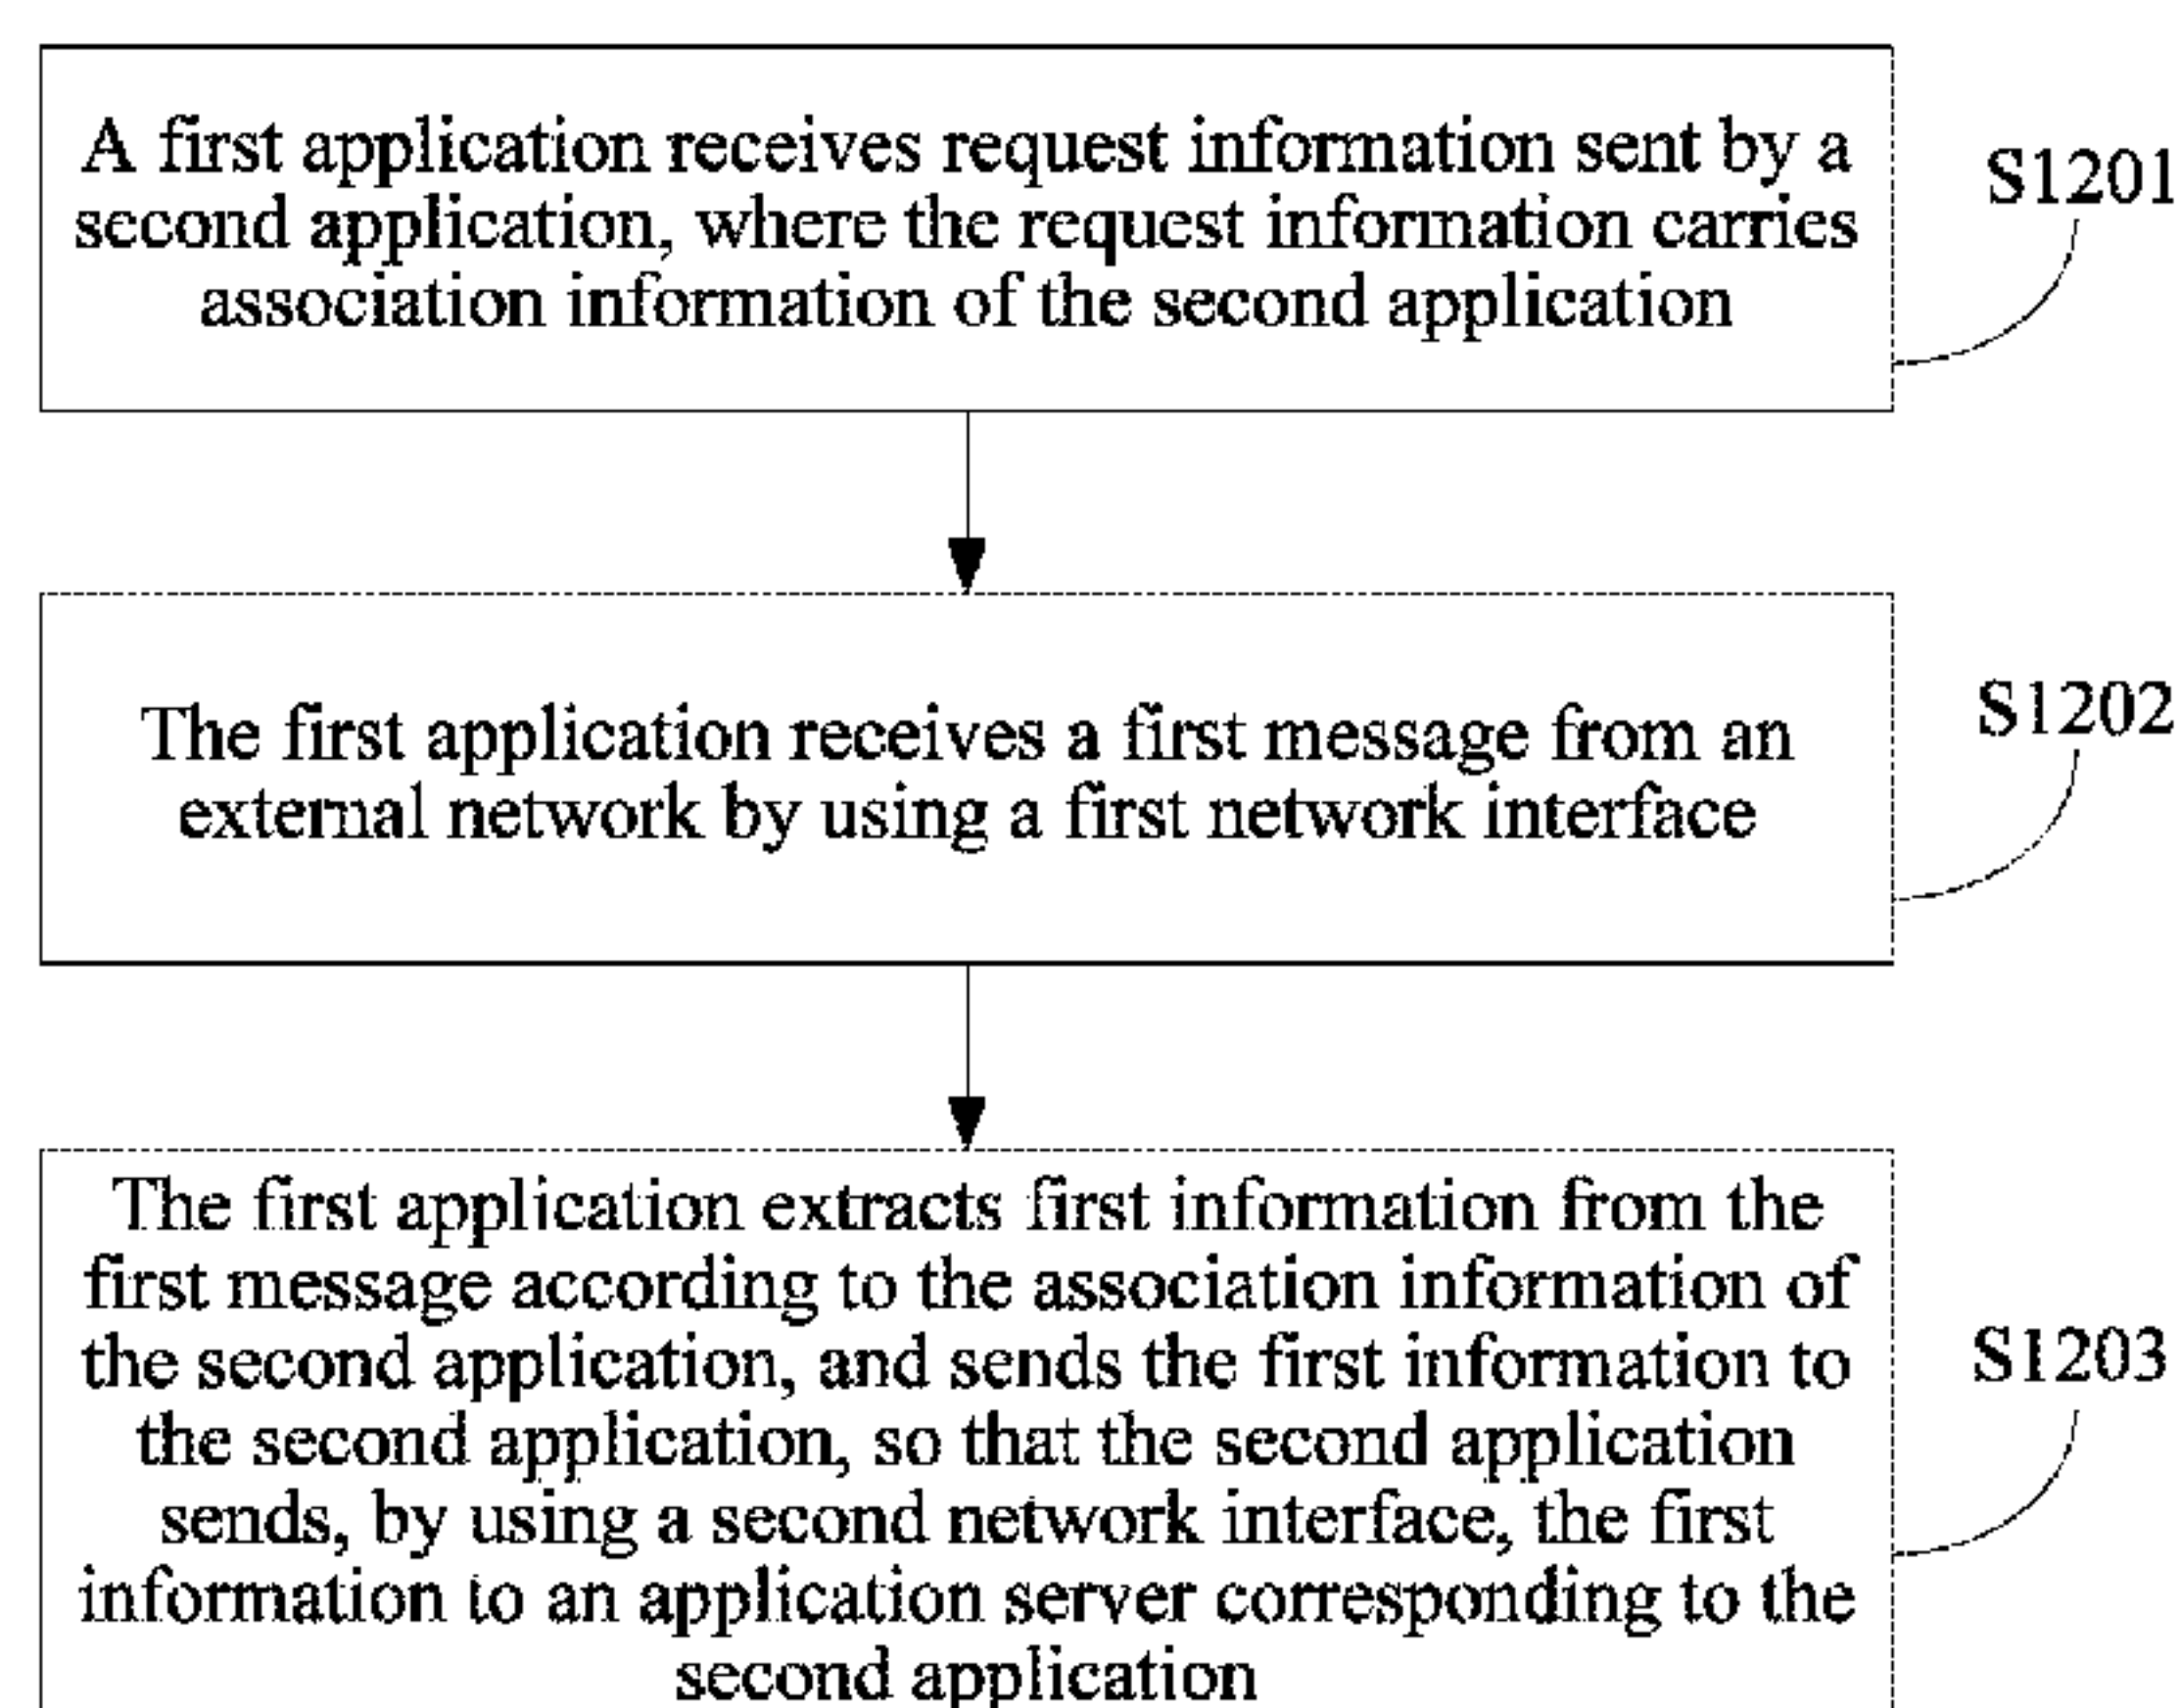 A first application receives request information sent by a
second application, where the request information carries
association information of the second application
S1201
The first application receives a first message from an
external network by using a first network interface
S1202
The first application extracts first information from the
first message according to the association information of
the second application, and sends the first information to
the second application, so that the second application
sends, by using a second network interface, the first
information to an application server corresponding to the
second application
S1203